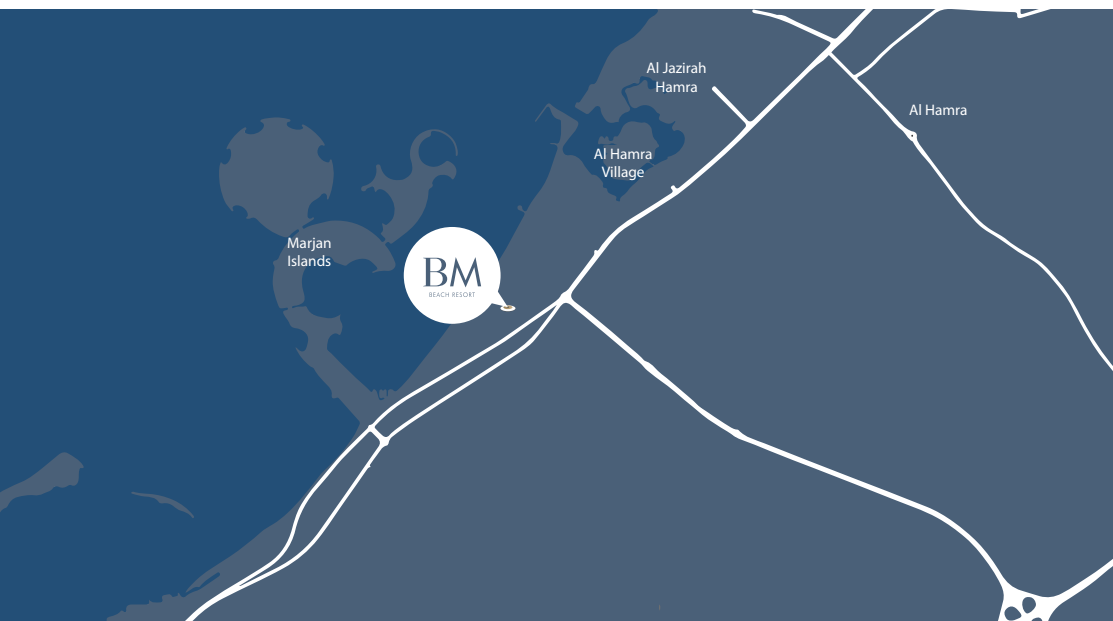 Al Jazirah
Hamra
Al Hamra
Al Hamra
Village
Marjan
Islands
BM
BEACH RESORT